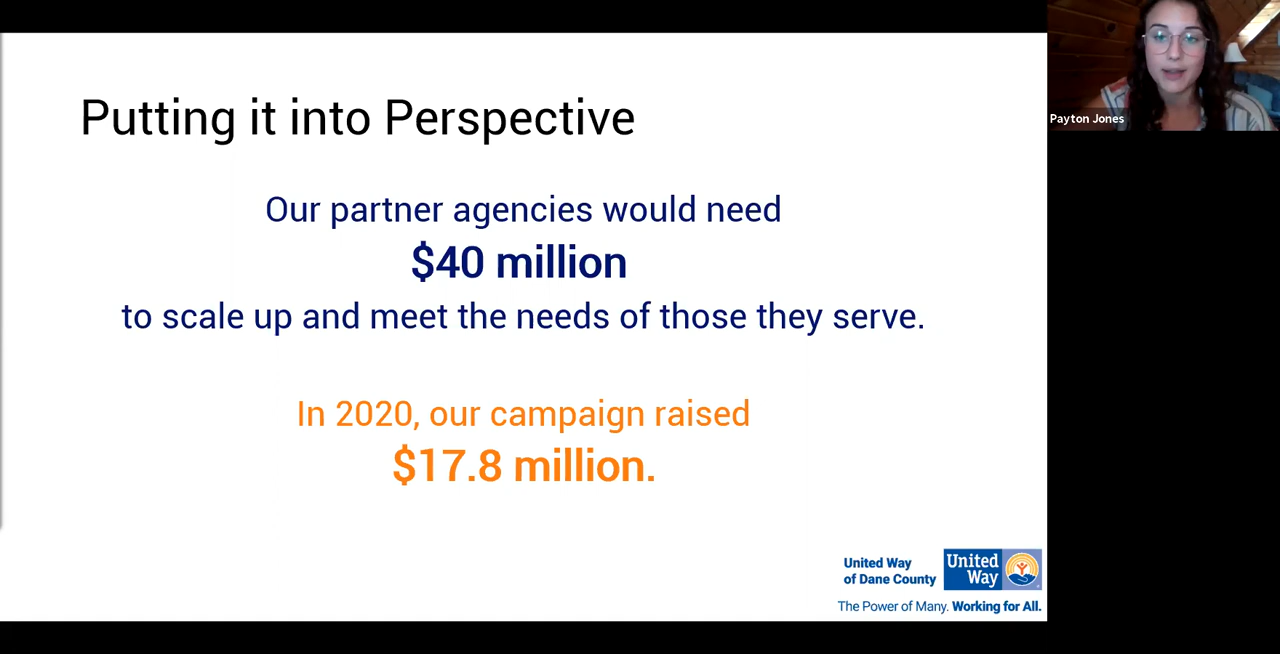 Putting it into Perspective
Our partner agencies would need
$40 million
to scale up and meet the needs of those they serve.
In 2020, our campaign raised
$17.8 million.
United Way
of Dane County
United
Way
The Power of Many. Working for All.
Payton Jones